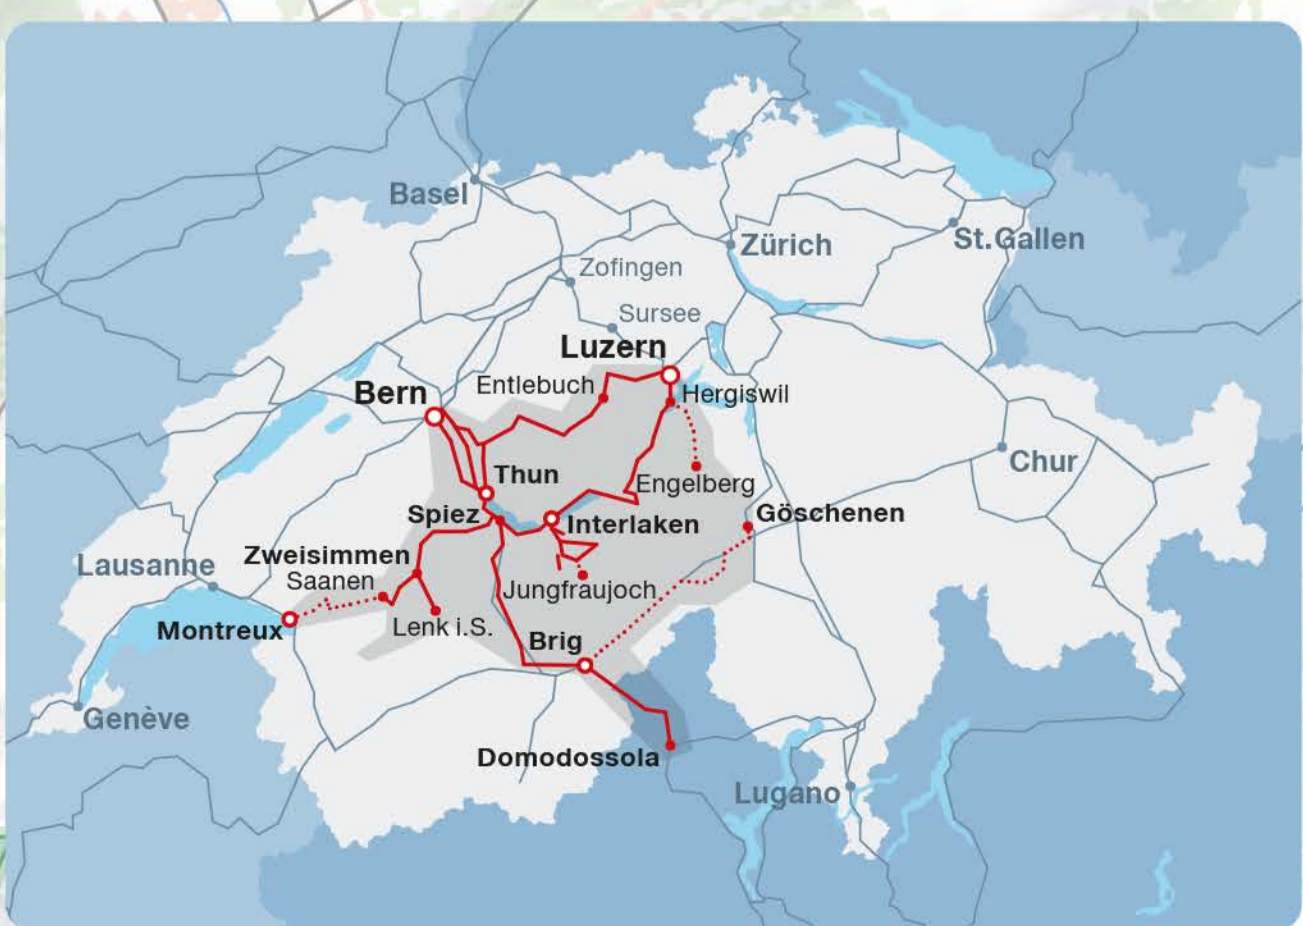 Basel
Zürich
St.Gallen
Zofingen
Sursee
Luzern
Entlebuch
Bern
Hergiswil
Chur
Thun
Engelberg
Spiez
Interlaken
Göschenen
Zweisimmen
Lausanne
Saanen
Jungfraujoch
Montreux
Lenk i.S.
Brig
Genève
Domodossola
Lugano